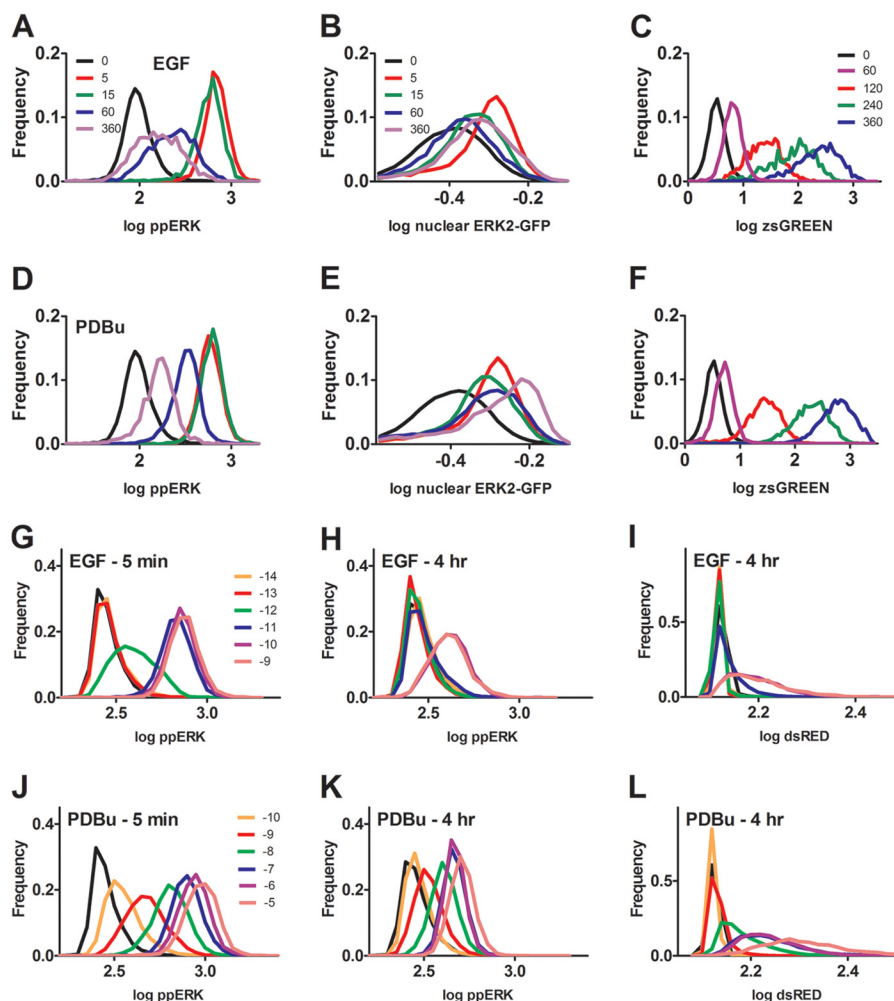 A
B
C
Frequency
0.2
0.1
0.0
0
5
15
60
360
EGF
2
3
log ppERK
Frequency
0.2
0.1
0.0
0
5
15
60
360
-0.4
-0.2
log nuclear ERK2-GFP
Frequency
0.2
0.1
0.0
0
60
120
240
360
0
1
2
3
log zsGREEN
D
E
F
Frequency
0.2
0.1
0.0
PDBu
2
3
log ppERK
Frequency
0.2
0.1
0.0
-0.4
-0.2
log nuclear ERK2-GFP
Frequency
0.2
0.1
0.0
0
1
2
3
log zsGREEN
G
H
I
EGF - 5 min
Frequency
0.4
0.2
0.0
-14
-13
-12
-11
-10
-9
2.5
3.0
log ppERK
EGF - 4 hr
Frequency
0.4
0.2
0.0
2.5
3.0
log ppERK
EGF - 4 hr
Frequency
0.5
0.0
2.2
2.4
log dsRED
J
K
L
PDBu - 5 min
Frequency
0.4
0.2
0.0
-10
-9
-8
-7
-6
-5
2.5
3.0
log ppERK
PDBu - 4 hr
Frequency
0.4
0.2
0.0
2.5
3.0
log ppERK
PDBu - 4 hr
Frequency
0.5
0.0
2.2
2.4
log dsRED